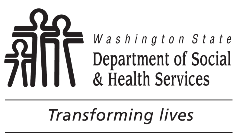 Washington State
Department of Social
& Health Services
Transforming lives